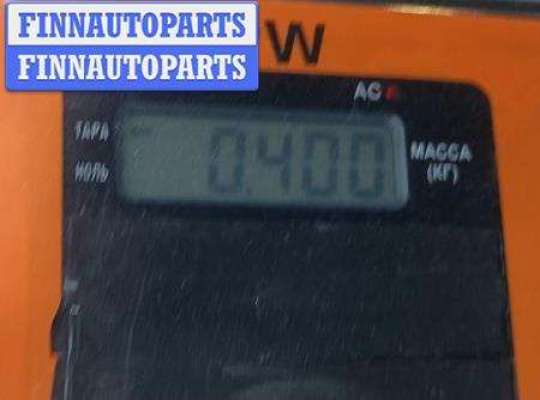 FINNAUTOPARTS
FINNAUTOPARTS
W
AC
ТАРА
0.400
МАССА
НОЛЬ
(КГ)